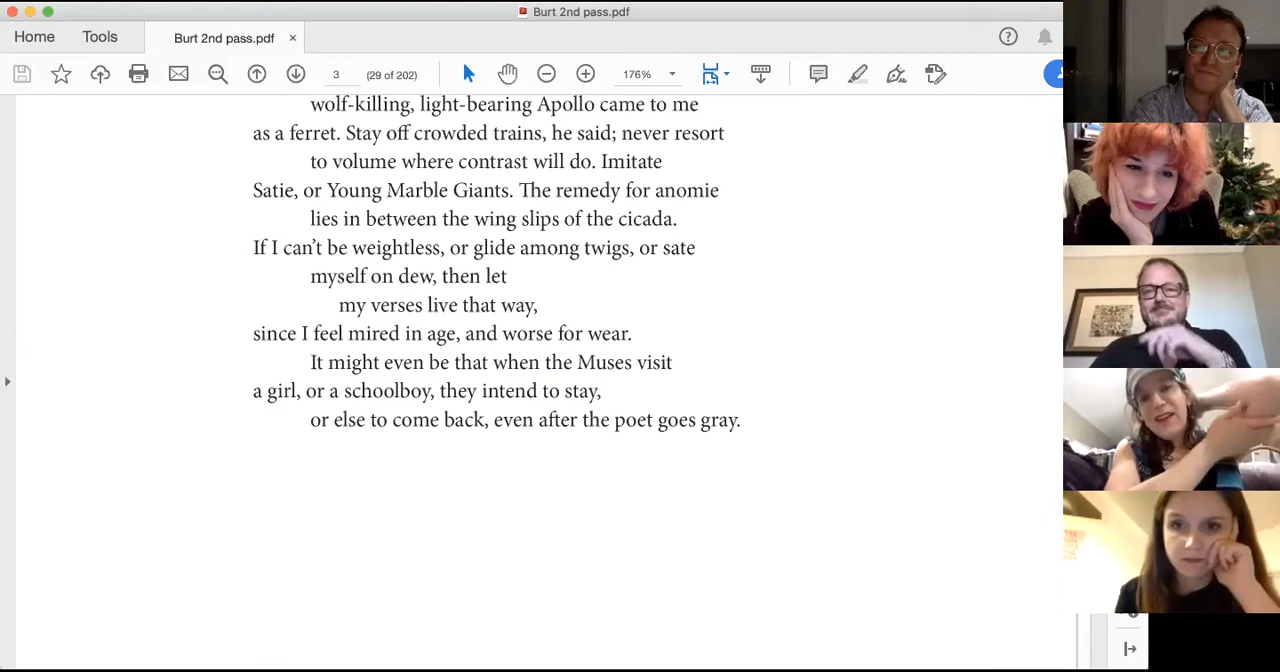 Burt 2nd pass.pdf
Home
Tools
Burt 2nd pass.pdf ×
3
(29 of 202)
176%
wolf-killing, light-bearing Apollo came to me
as a ferret. Stay off crowded trains, he said; never resort
to volume where contrast will do. Imitate
Satie, or Young Marble Giants. The remedy for anomie
lies in between the wing slips of the cicada.
If I can’t be weightless, or glide among twigs, or sate
myself on dew, then let
my verses live that way,
since I feel mired in age, and worse for wear.
It might even be that when the Muses visit
a girl, or a schoolboy, they intend to stay,
or else to come back, even after the poet goes gray.